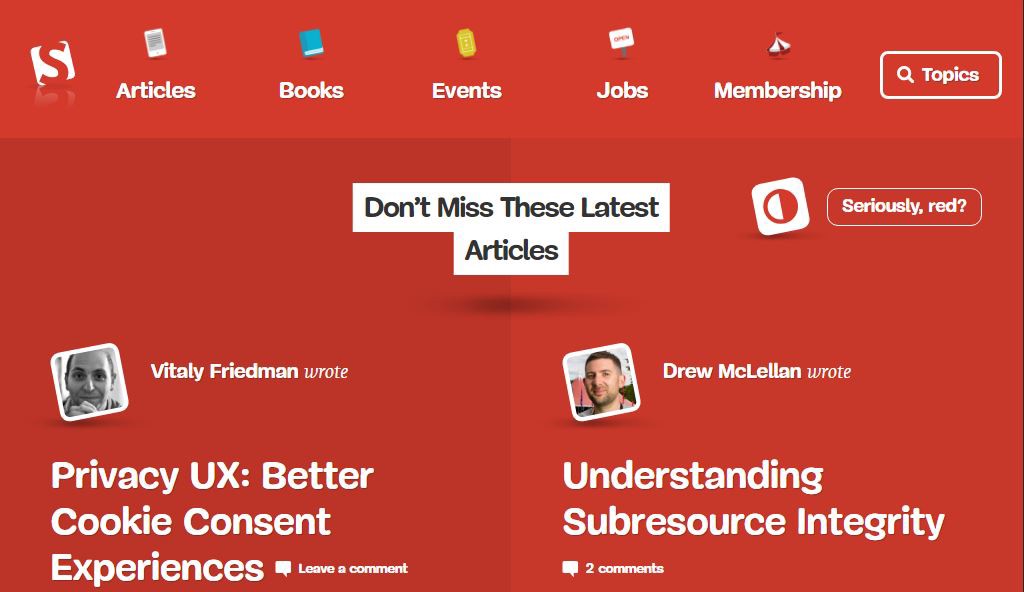 S
OPEN
Articles
Books
Events
Jobs
Membership
Topics
Don’t Miss These Latest
Articles
Seriously, red?
Vitaly Friedman wrote
Drew McLellan wrote
Privacy UX: Better
Cookie Consent
Experiences Leave a comment
Understanding
Subresource Integrity
2 comments